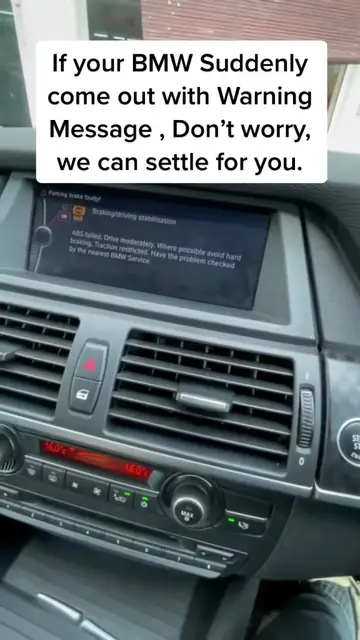 If your BMW Suddenly
come out with Warning
Message , Don’t worry,
we can settle for you.
Parking brake faulty!
Braking/driving stabilisation
ABS failed. Drive moderately. Where possible avoid hard
braking. Traction restricted. Have the problem checked
by the nearest BMW Service.
16.0°c
16.0°c
MAX
0